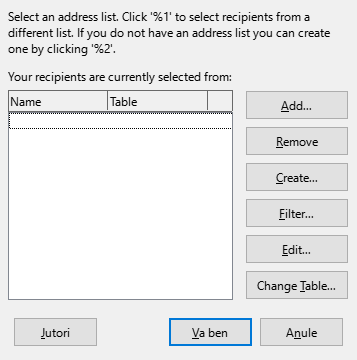 Select an address list. Click '%1' to select recipients from a
different list. If you do not have an address list you can create
one by clicking '%2'.
Your recipients are currently selected from:
Name Table
Add...
Remove
Create...
Filter...
Edit...
Change Table...
Jutori Va ben Anule